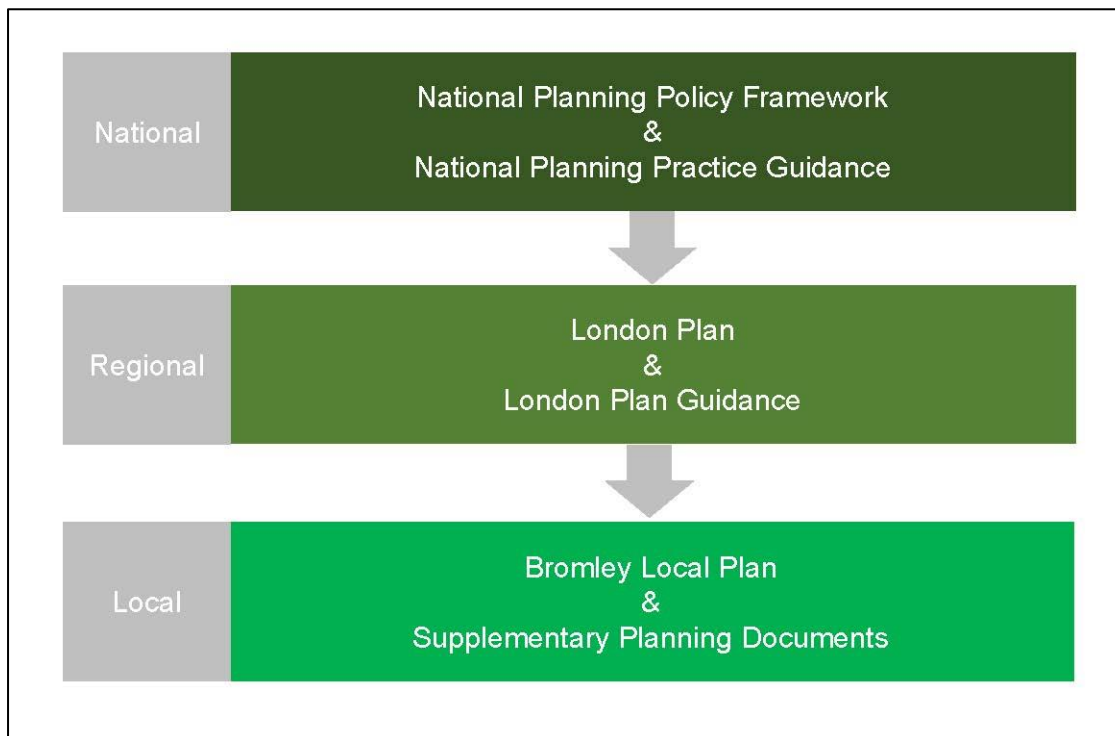 National
National Planning Policy Framework
&
National Planning Practice Guidance
Regional
London Plan
&
London Plan Guidance
Local
Bromley Local Plan
&
Supplementary Planning Documents